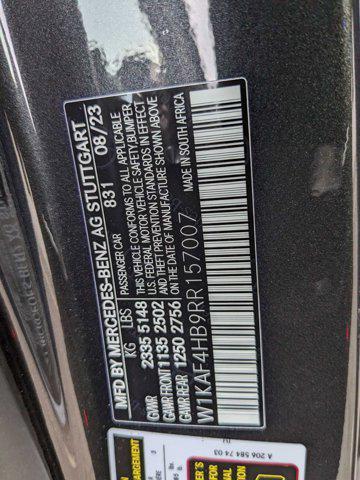 MFD BY MERCEDES-BENZ AG STUTTGART
831 08/23
KG LBS
PASSENGER CAR
THIS VEHICLE CONFORMS TO ALL APPLICABLE
U.S. FEDERAL MOTOR VEHICLE SAFETY, BUMPER
AND THEFT PREVENTION STANDARDS IN EFFECT
ON THE DATE OF MANUFACTURE SHOWN ABOVE
GVWR 2335 5148
GAWR FRONT 1135 2502
GAWR REAR 1250 2756
MADE IN SOUTH AFRICA
W1KAF4HB9RR157007
A 206 584 74 03